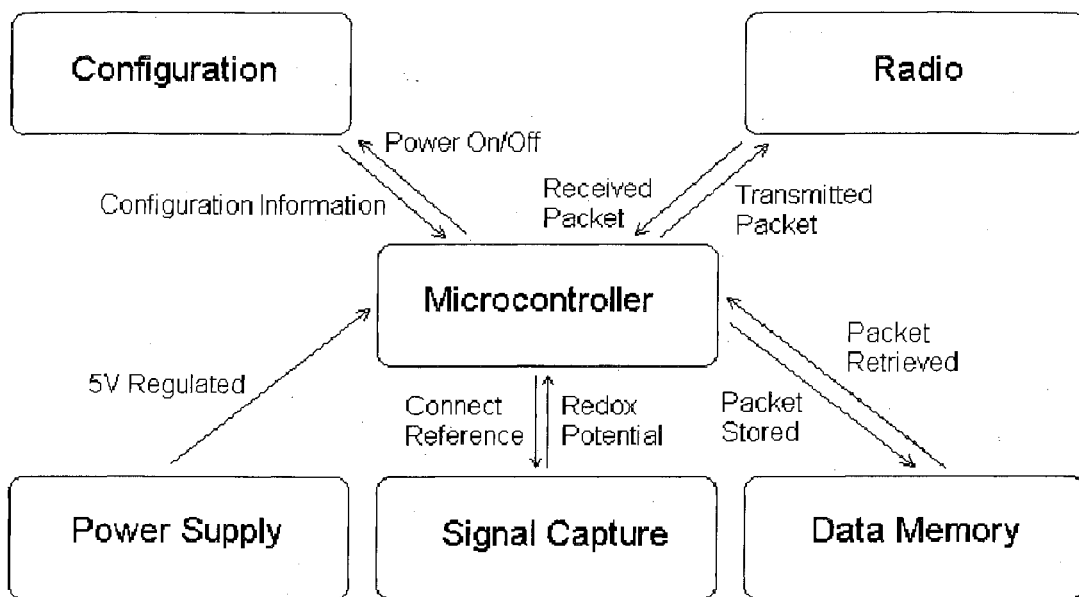 Configuration
Radio
Power On/Off
Configuration Information
Received
Packet
Transmitted
Packet
Microcontroller
5V Regulated
Connect
Reference
Redox
Potential
Packet
Stored
Packet
Retrieved
Power Supply
Signal Capture
Data Memory